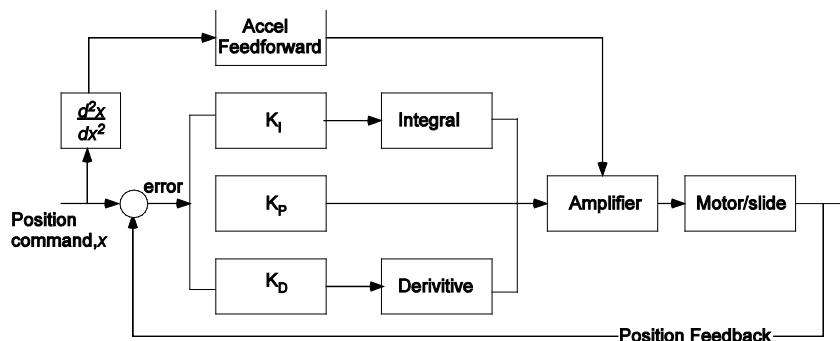 Accel
Feedforward
d²x
dx²
K_I
Integral
error
K_P
Amplifier
Motor/slide
Position
command,x
K_D
Derivitive
Position Feedback